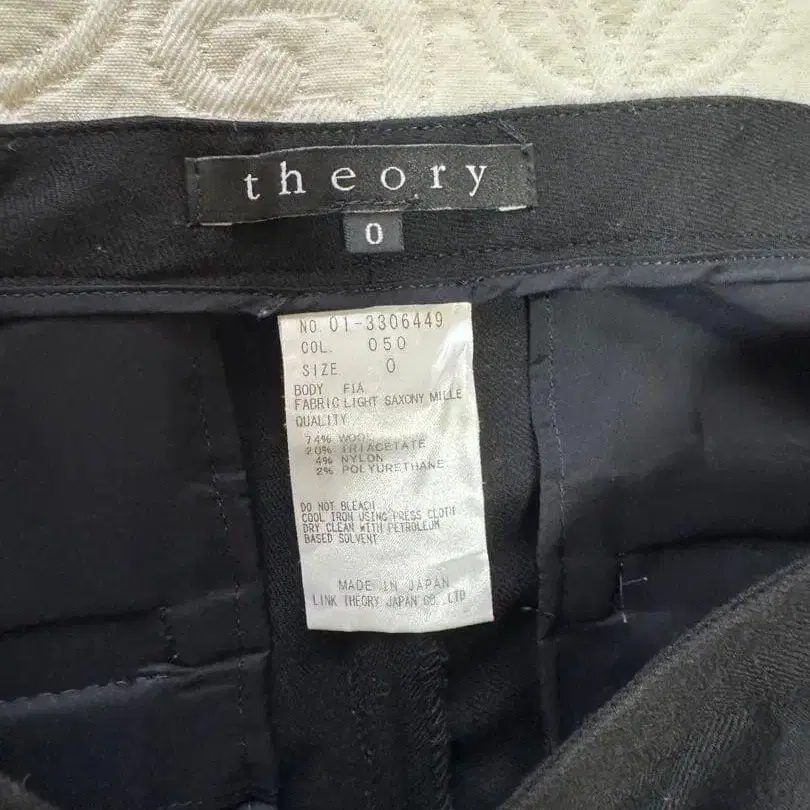 theory
0
NO. 01-3306449
COL. 050
SIZE 0
BODY FIA
FABRIC LIGHT SAXONY MILLE
QUALITY
74% WOOL
20% TRIACETATE
4% NYLON
2% POLYURETHANE
DO NOT BLEACH
COOL IRON USING PRESS CLOTH
DRY CLEAN WITH PETROLEUM
BASED SOLVENT
MADE IN JAPAN
LINK THEORY JAPAN CO. LTD